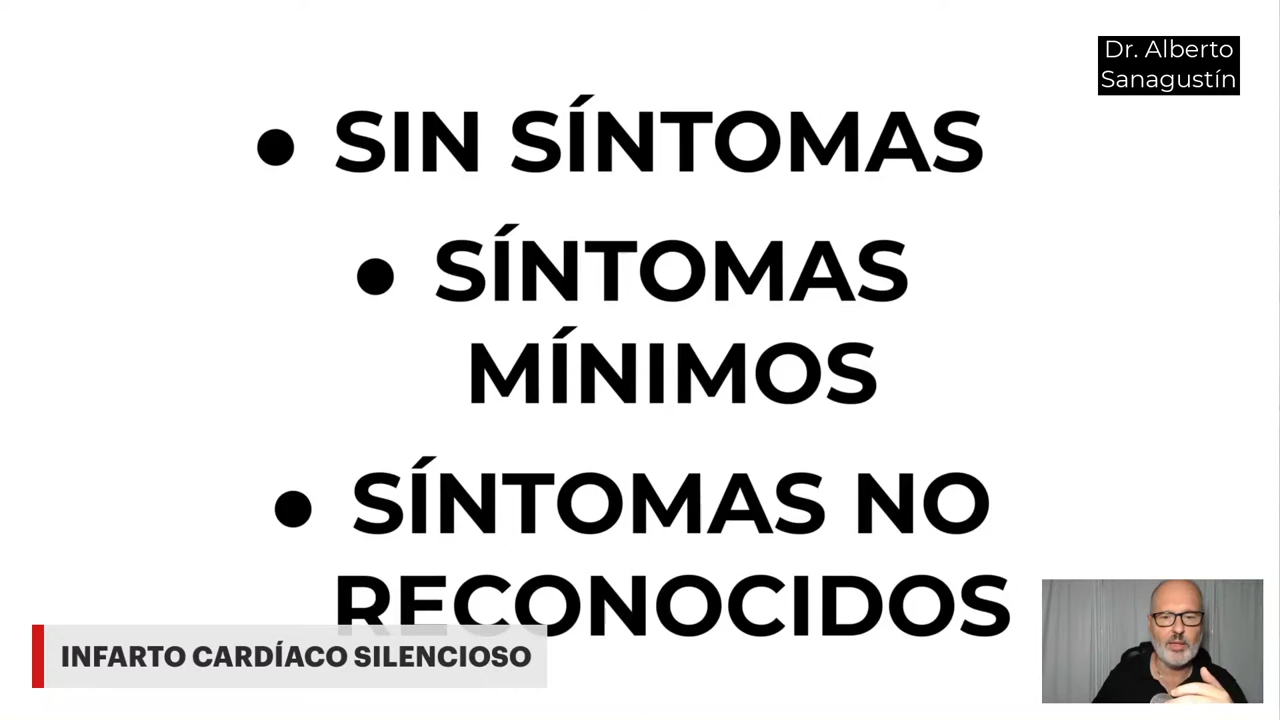 Dr. Alberto
Sanagustín
● SIN SÍNTOMAS
● SÍNTOMAS
MÍNIMOS
● SÍNTOMAS NO
RECONOCIDOS
INFARTO CARDÍACO SILENCIOSO